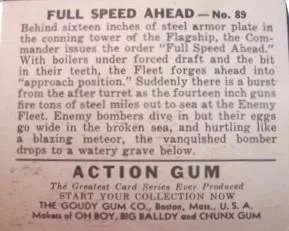 FULL SPEED AHEAD — No. 89
Behind sixteen inches of steel armor plate in
the conning tower of the Flagship, the Com-
mander issues the order "Full Speed Ahead."
With boilers under forced draft and the bit
in their teeth, the Fleet forges ahead into
"approach position." Suddenly there is a burst
from the after turret as the fourteen inch guns
fire tons of steel miles out to sea at the Enemy
Fleet. Enemy bombers dive in but their eggs
go wide in the broken sea, and hurtling like
a blazing meteor, the vanquished bomber
drops to a watery grave below.
ACTION GUM
The Greatest Card Series Ever Produced
START YOUR COLLECTION NOW
THE GOUDY GUM CO., Boston, Mass., U. S. A.
Makers of OH BOY, BIG BALLDY and CHUNX GUM